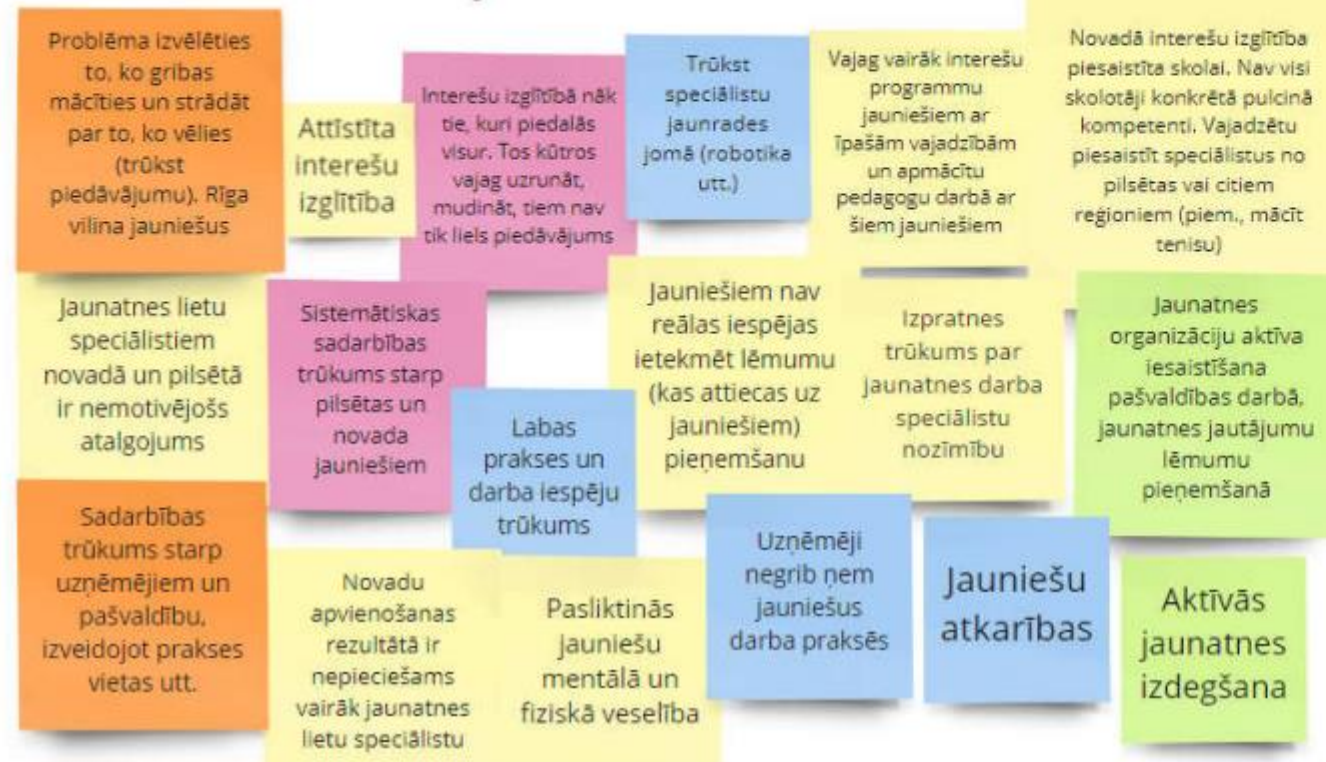 Problēma izvēlēties
to, ko gribas
mācīties un strādāt
par to, ko vēlies
(trūkst
piedāvājumu). Rīga
vilina jauniešus
Attīstīta
interešu
izglītība
Interešu izglītībā nāk
tie, kuri piedalās
visur. Tos kūtros
vajag uzrunāt,
mudināt, tiem nav
tik liels piedāvājums
Trūkst
speciālistu
jaunrades
jomā (robotika
utt.)
Vajag vairāk interešu
programmu
jauniešiem ar
īpašām vajadzībām
un apmācītu
pedagogu darbā ar
šiem jauniešiem
Novadā interešu izglītība
piesaistīta skolai. Nav visi
skolotāji konkrētā pulciņā
kompetenti. Vajadzētu
piesaistīt speciālistus no
pilsētas vai citiem
reģioniem (piem., mācīt
tenisu)
Jaunatnes lietu
speciālistiem
novadā un pilsētā
ir nemotivējošs
atalgojums
Sistemātiskas
sadarbības
trūkums starp
pilsētas un
novada
jauniešiem
Labas
prakses un
darba iespēju
trūkums
Jauniešiem nav
reālas iespējas
ietekmēt lēmumu
(kas attiecas uz
jauniešiem)
pieņemšanu
Izpratnes
trūkums par
jaunatnes darba
speciālistu
nozīmību
Jaunatnes
organizāciju aktīva
iesaistīšana
pašvaldības darbā,
jaunatnes jautājumu
lēmumu
pieņemšanā
Sadarbības
trūkums starp
uzņēmējiem un
pašvaldību,
izveidojot prakses
vietas utt.
Novadu
apvienošanas
rezultātā ir
nepieciešams
vairāk jaunatnes
lietu speciālistu
Pasliktinās
jauniešu
mentālā un
fiziskā veselība
Uzņēmēji
negrib ņem
jauniešus
darba praksēs
Jauniešu
atkarības
Aktīvās
jaunatnes
izdegšana